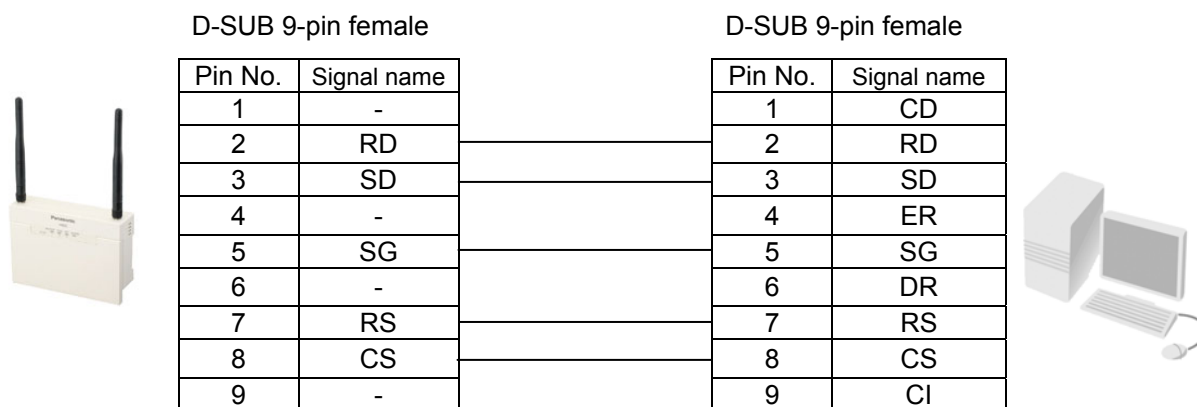 D-SUB 9-pin female D-SUB 9-pin female
Pin No. Signal name Pin No. Signal name
1 - 1 CD
2 RD 2 RD
3 SD 3 SD
4 - 4 ER
5 SG 5 SG
6 - 6 DR
7 RS 7 RS
8 CS 8 CS
9 - 9 CI
Panasonic